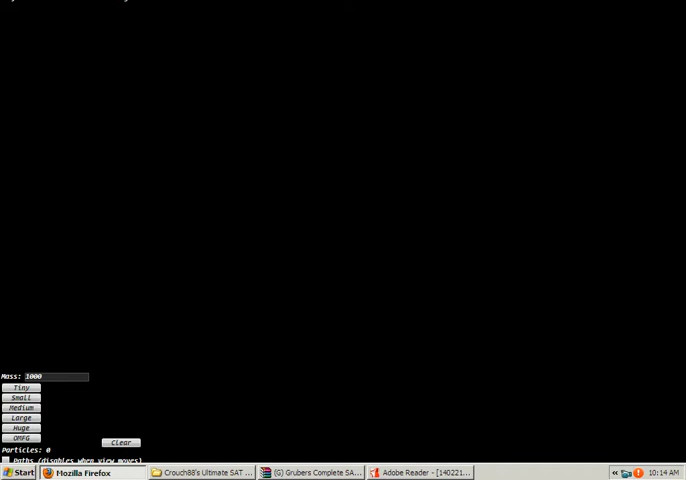 Mass: 1000
Tiny
Small
Medium
Large
Huge
OMFG
Clear
Particles: 0
Paths (disables when view moves)
Start
Mozilla Firefox
Crouch88's Ultimate SAT ...
(G) Grubers Complete SA...
Adobe Reader - [140221...
10:14 AM